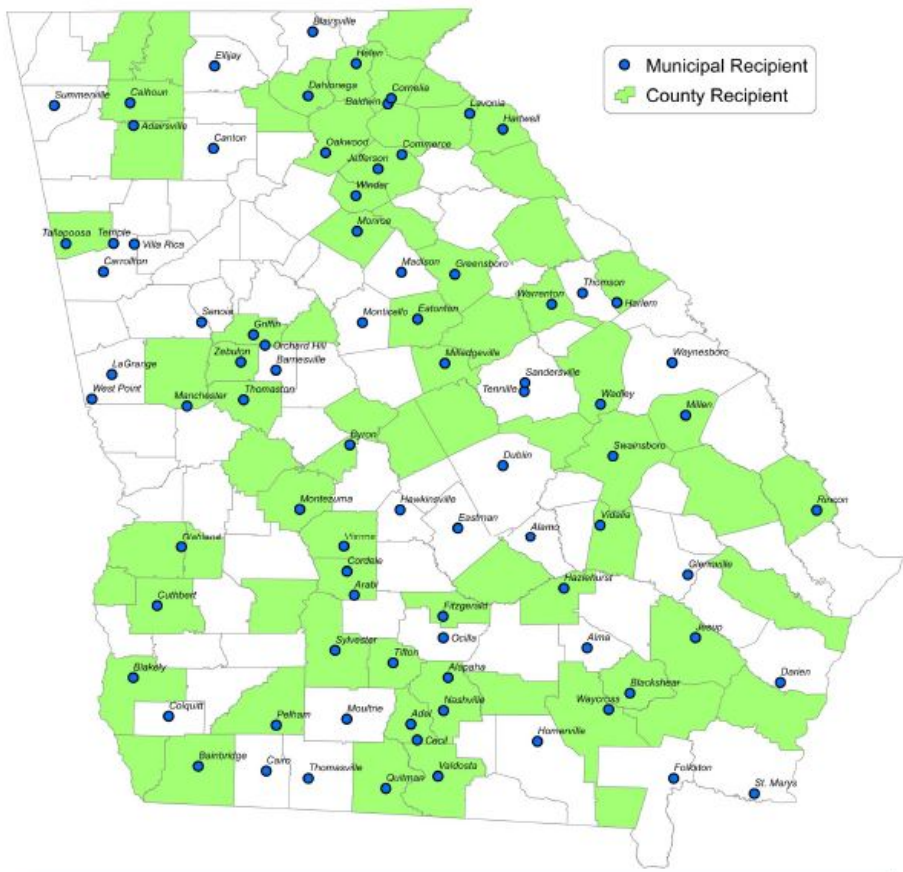 Blairsville
Ellijay
Helen
Municipal Recipient
County Recipient
Summerville
Calhoun
Dahlonega
Cornelia
Baldwin
Lavonia
Hartwell
Adairsville
Canton
Oakwood
Commerce
Jefferson
Winder
Monroe
Tallapoosa
Temple
Villa Rica
Carrollton
Madison
Greensboro
Thomson
Warrenton
Harlem
Senoia
Griffin
Monticello
Eatonton
Orchard Hill
Zebulon
Barnesville
LaGrange
West Point
Milledgeville
Sandersville
Tennille
Waynesboro
Manchester
Thomaston
Wadley
Millen
Byron
Dublin
Swainsboro
Montezuma
Hawkinsville
Eastman
Alamo
Vidalia
Rincon
Richland
Vienna
Cordele
Arabi
Glennville
Hazlehurst
Cuthbert
Fitzgerald
Ocilla
Alma
Jesup
Sylvester
Tifton
Alapaha
Darien
Blakely
Blackshear
Waycross
Colquitt
Pelham
Moultrie
Adel
Nashville
Cecil
Homerville
Bainbridge
Cairo
Thomasville
Quitman
Valdosta
Folkston
St. Marys